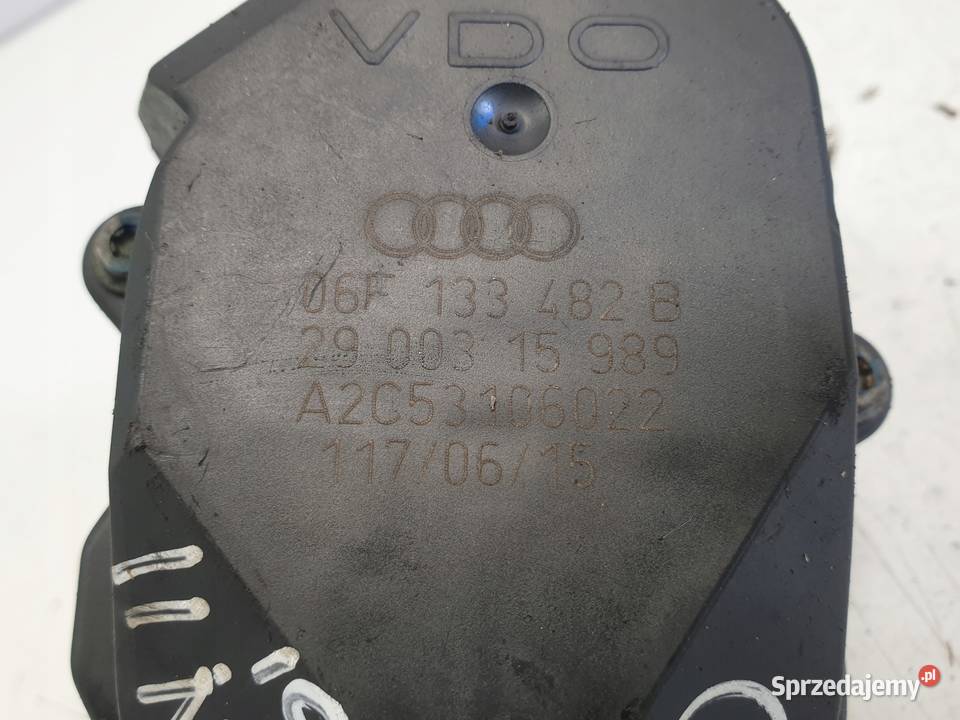 VDO
06F 133 482 B
29 003 15 989
A2C53106022
117/06/15
Sprzedajemy.pl